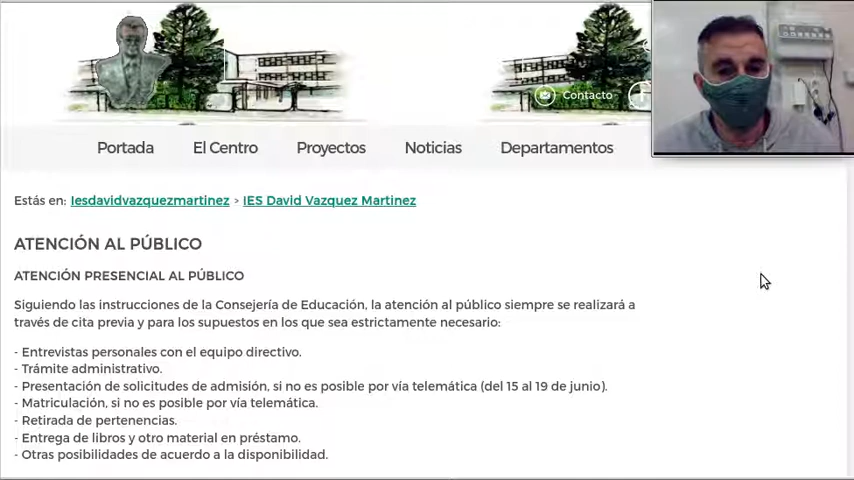 Contacto
Portada El Centro Proyectos Noticias Departamentos
Estás en: Iesdavidvazquezmartinez > IES David Vazquez Martinez
ATENCIÓN AL PÚBLICO
ATENCIÓN PRESENCIAL AL PÚBLICO
Siguiendo las instrucciones de la Consejería de Educación, la atención al público siempre se realizará a
través de cita previa y para los supuestos en los que sea estrictamente necesario:
- Entrevistas personales con el equipo directivo.
- Trámite administrativo.
- Presentación de solicitudes de admisión, si no es posible por vía telemática (del 15 al 19 de junio).
- Matriculación, si no es posible por vía telemática.
- Retirada de pertenencias.
- Entrega de libros y otro material en préstamo.
- Otras posibilidades de acuerdo a la disponibilidad.